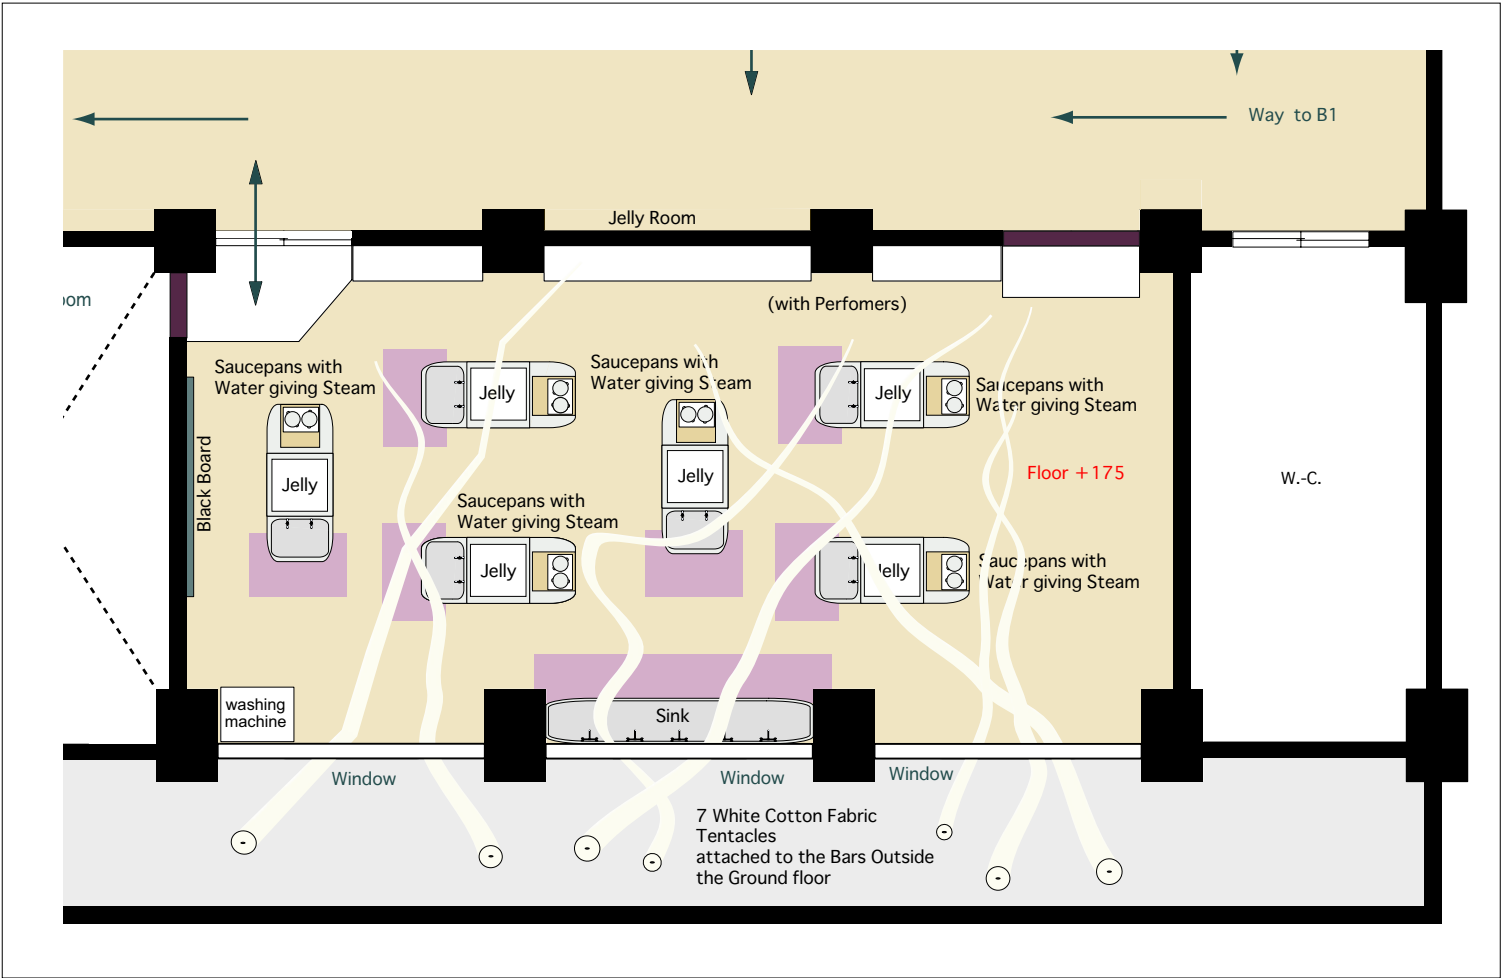 Way  to B1
Jelly Room
oom
(with Perfomers)
Saucepans with
Water giving Steam
Saucepans with
Water giving Steam
Saucepans with
Water giving Steam
Jelly
Jelly
Black Board
Jelly
Jelly
Floor +175
W.-C.
Saucepans with
Water giving Steam
Saucepans with
Water giving Steam
Jelly
Jelly
washing
machine
Sink
Window
Window
Window
7 White Cotton Fabric
Tentacles
attached to the Bars Outside
the Ground floor